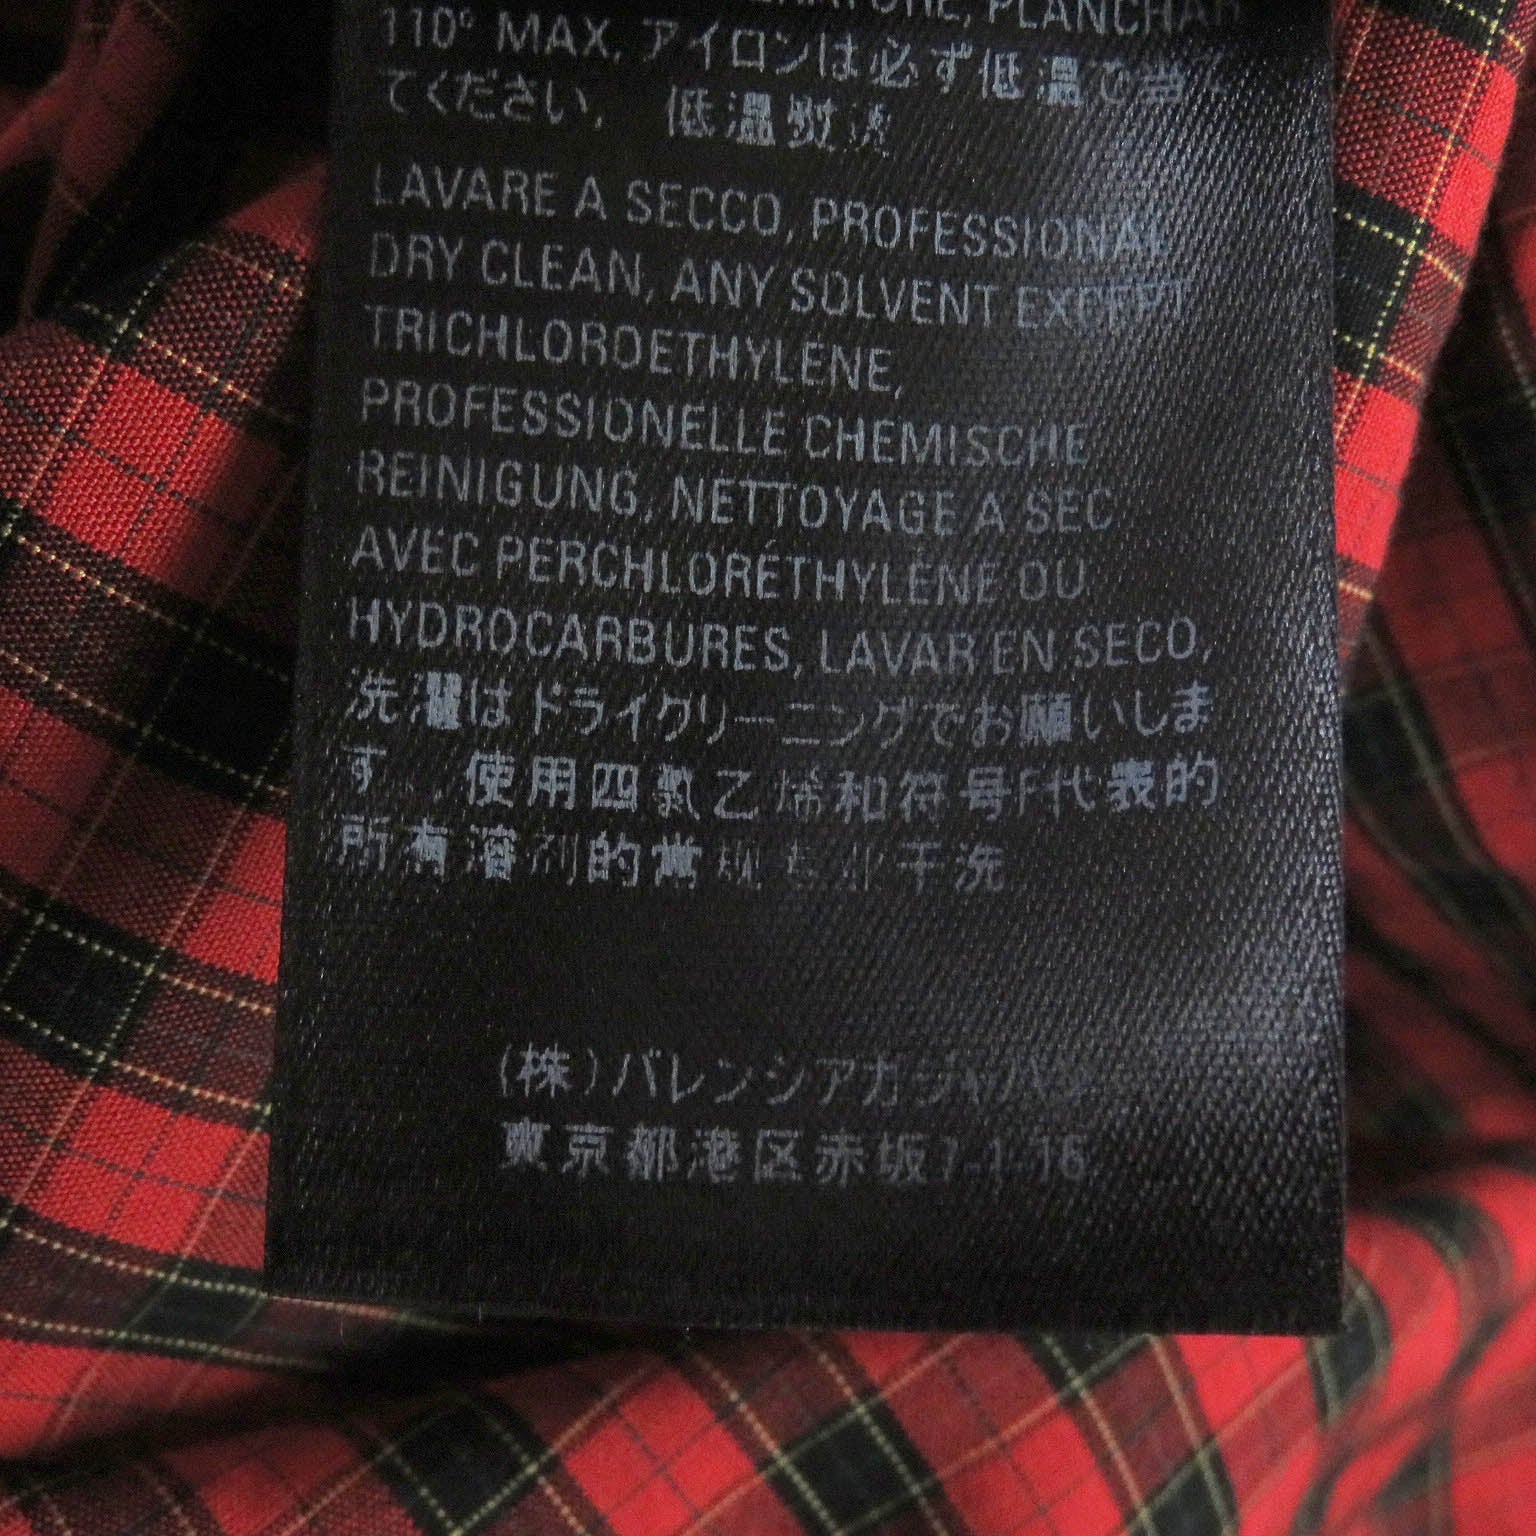 PLANCHAR
110° MAX, アイロンは必ず低温で当
てください, 低温熨烫
LAVARE A SECCO, PROFESSIONAL
DRY CLEAN, ANY SOLVENT EXCEPT
TRICHLOROETHYLENE,
PROFESSIONELLE CHEMISCHE
REINIGUNG, NETTOYAGE A SEC
AVEC PERCHLORÉTHYLÈNE OU
HYDROCARBURES, LAVAR EN SECO,
洗濯はドライクリーニングでお願いしま
す, 使用四氯乙烯和符号F代表的
所有溶剂的常规专业干洗
(株)バレンシアガジャパン
東京都港区赤坂7-1-16